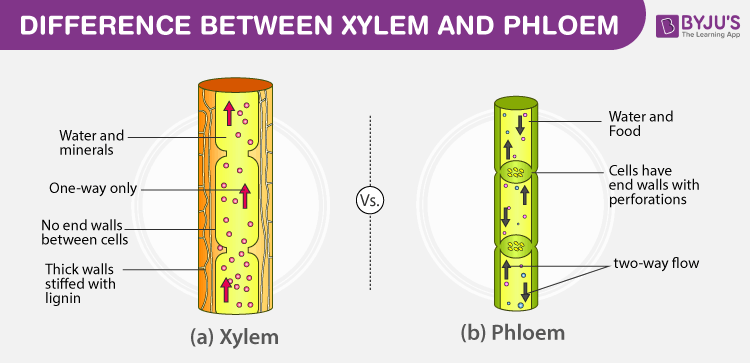 DIFFERENCE BETWEEN XYLEM AND PHLOEM
BYJU'S
The Learning App
Water and
minerals
One-way only
No end walls
between cells
Thick walls
stiffed with
lignin
(a) Xylem
Vs.
Water and
Food
Cells have
end walls with
perforations
two-way flow
(b) Phloem